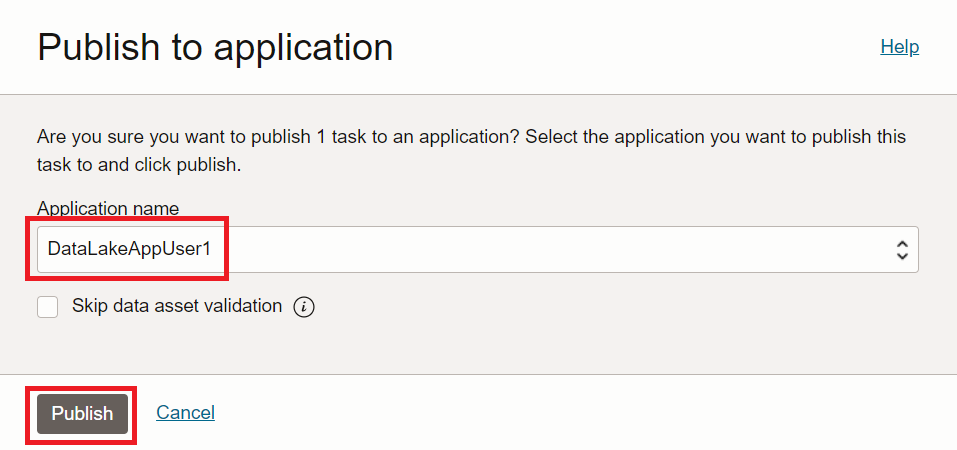 Publish to application
Help
Are you sure you want to publish 1 task to an application? Select the application you want to publish this
task to and click publish.
Application name
DataLakeAppUser1
Skip data asset validation i
Publish Cancel